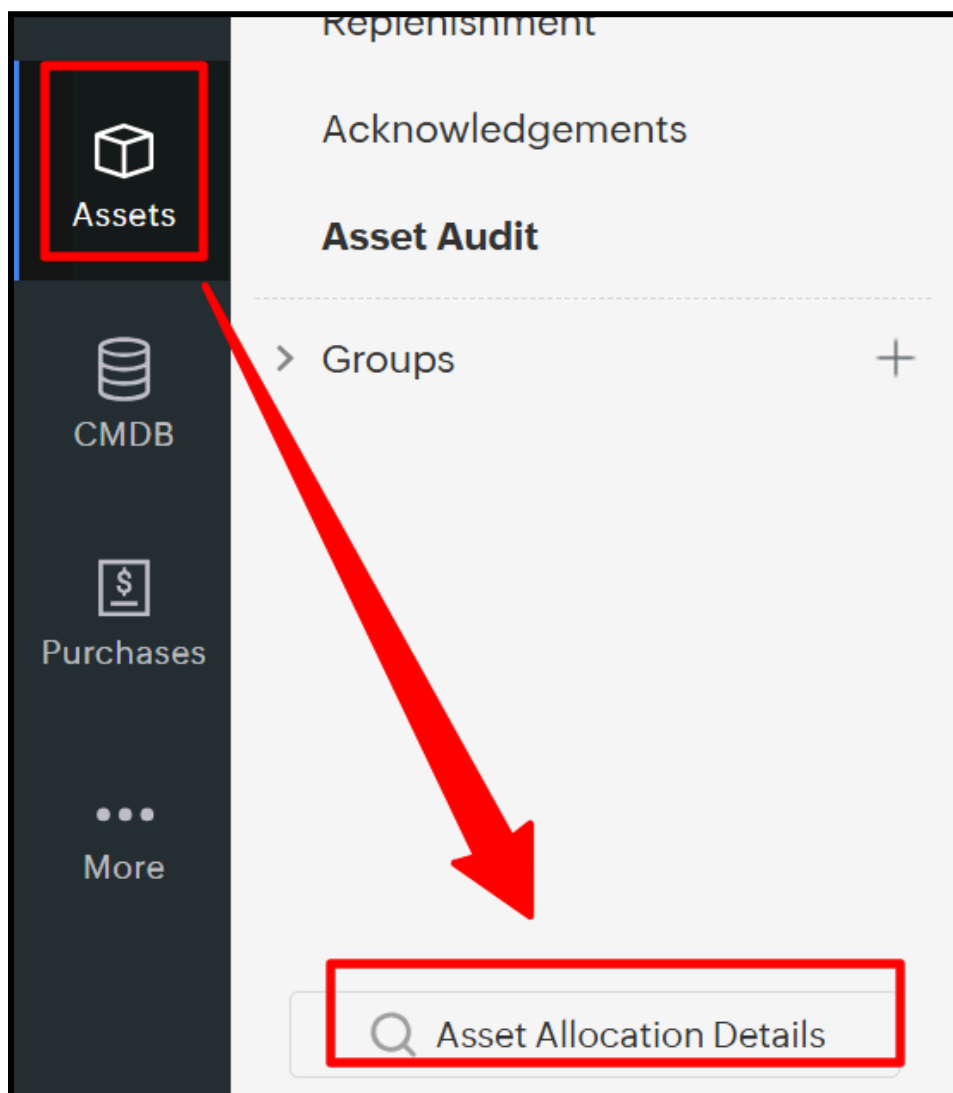 Replenishment
Acknowledgements
Assets
Asset Audit
Groups
CMDB
Purchases
More
Asset Allocation Details